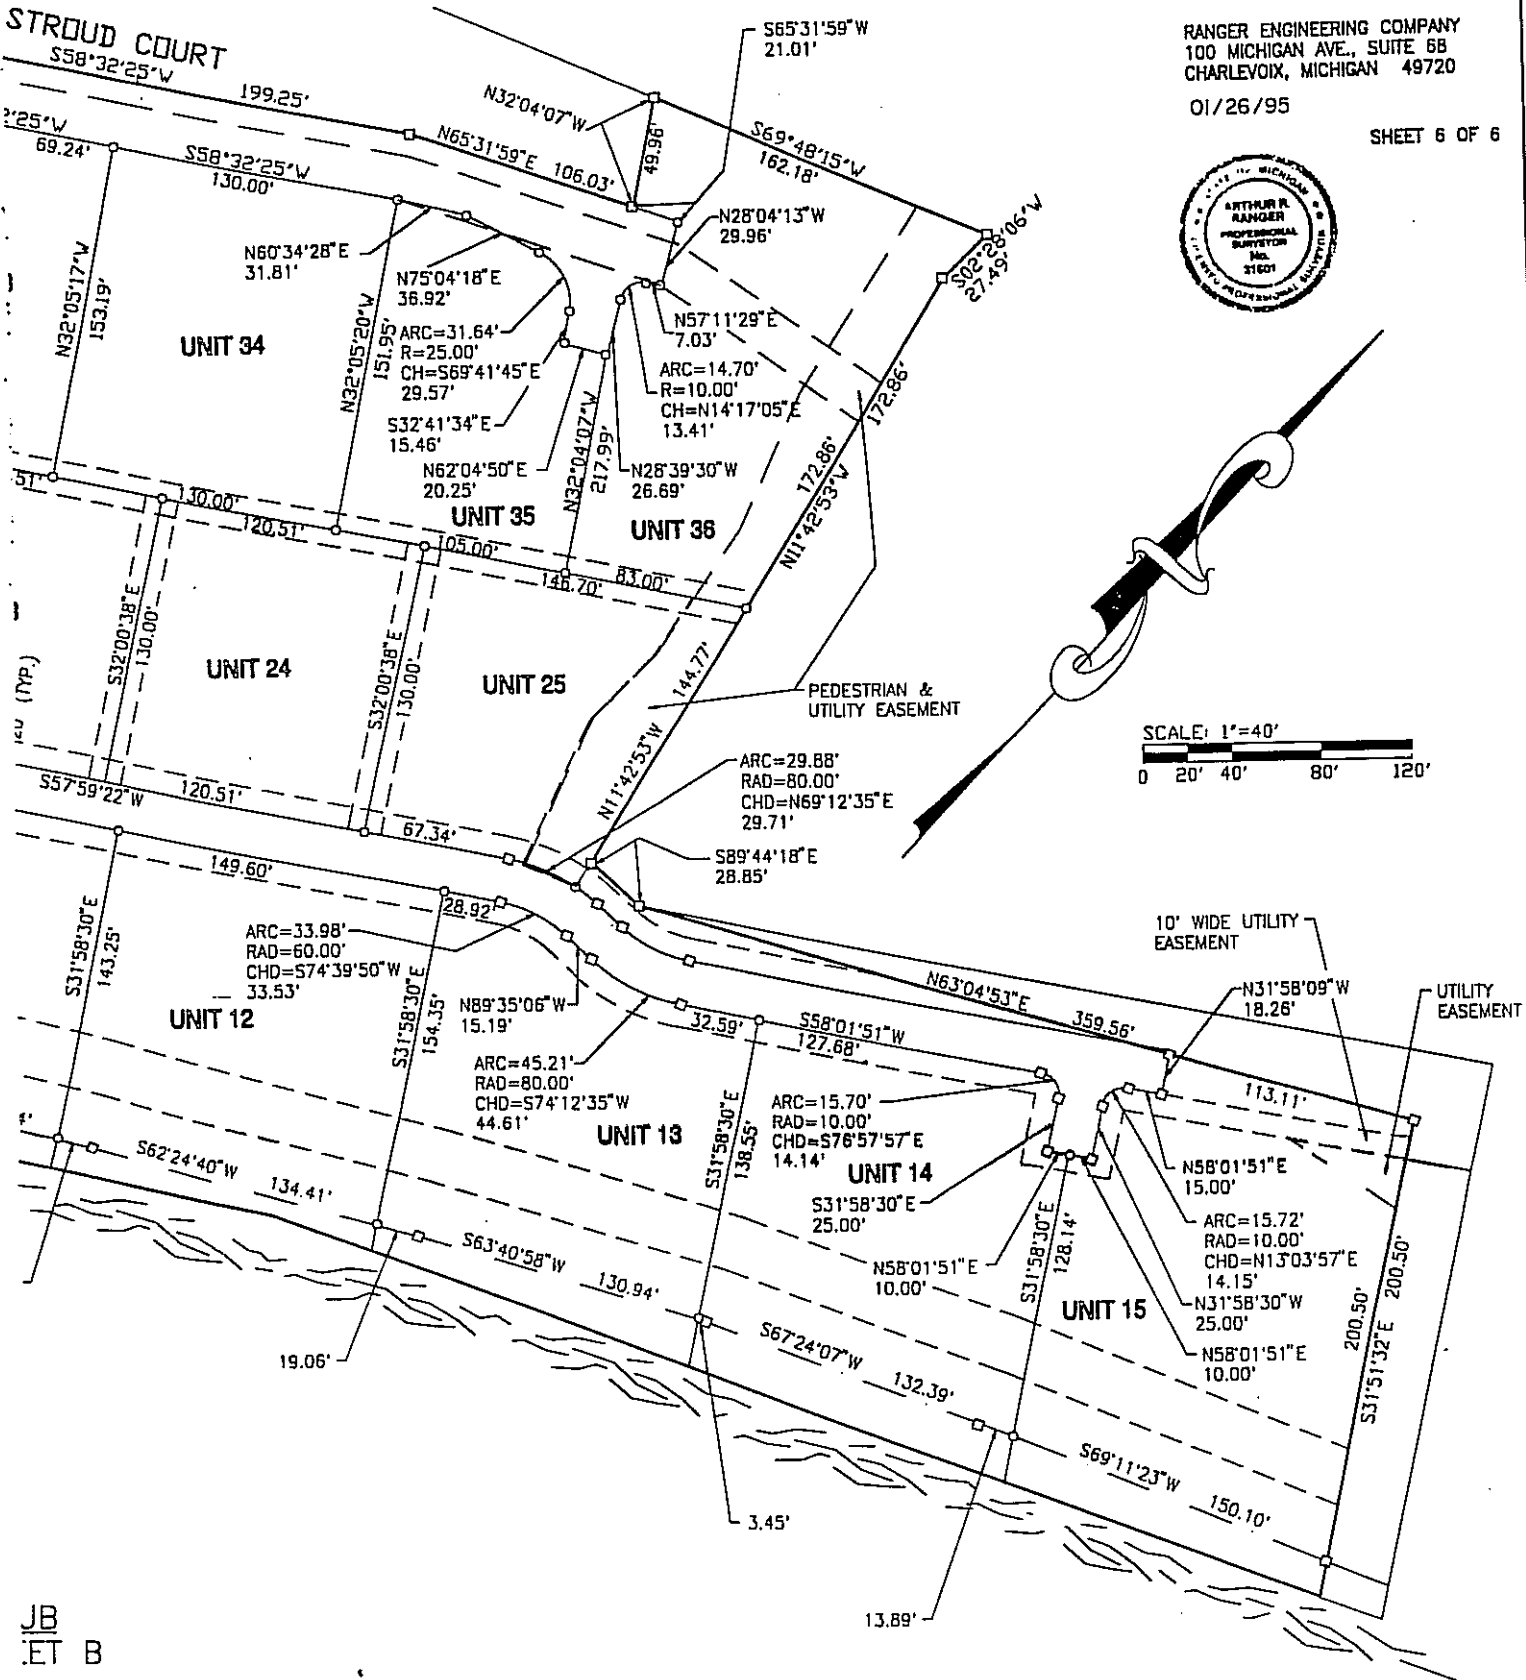 STROUD COURT
S58°32'25"W
199.25'
2'25"W
69.24'
S58°32'25"W
130.00'
N65°31'59"E 106.03'
N32°04'07"W
49.96'
S65°31'59"W
21.01'
S69°48'15"W
162.18'
RANGER ENGINEERING COMPANY
100 MICHIGAN AVE., SUITE 6B
CHARLEVOIX, MICHIGAN 49720
01/26/95
SHEET 6 OF 6
MICHIGAN
ARTHUR R.
RANGER
PROFESSIONAL
SURVEYOR
No.
31601
PROFESSIONAL
S02°28'06"W
27.49'
N28°04'13"W
29.96'
N60°34'28"E
31.81'
N75°04'18"E
36.92'
N32°05'17"W
153.19'
UNIT 34
N32°05'20"W
151.95'
ARC=31.64'
R=25.00'
CH=S69°41'45"E
29.57'
N57°11'29"E
7.03'
ARC=14.70'
R=10.00'
CH=N14°17'05"E
13.41'
S32°41'34"E
15.46'
N62°04'50"E
20.25'
N32°04'07"W
217.99'
N28°39'30"W
26.69'
UNIT 35
UNIT 36
172.86'
172.86'
N11°42'53"W
51'
130.00'
120.51'
105.00'
146.70'
83.00'
S32°00'38"E
130.00'
UNIT 24
S32°00'38"E
130.00'
UNIT 25
(TYP.)
144.77'
N11°42'53"W
PEDESTRIAN &
UTILITY EASEMENT
SCALE: 1"=40'
0 20' 40' 80' 120'
S57°59'22"W
120.51'
67.34'
ARC=29.88'
RAD=80.00'
CHD=N69°12'35"E
29.71'
S89°44'18"E
28.85'
149.60'
28.92'
S31°58'30"E
143.25'
ARC=33.98'
RAD=60.00'
CHD=S74°39'50"W
33.53'
UNIT 12
S31°58'30"E
154.35'
N89°35'06"W
15.19'
ARC=45.21'
RAD=80.00'
CHD=S74°12'35"W
44.61'
32.59'
S58°01'51"W
127.68'
N63°04'53"E
359.56'
10' WIDE UTILITY
EASEMENT
N31°58'09"W
18.26'
UTILITY
EASEMENT
113.11'
UNIT 13
S31°58'30"E
138.55'
ARC=15.70'
RAD=10.00'
CHD=S76°57'57"E
14.14'
UNIT 14
S31°58'30"E
25.00'
N58°01'51"E
10.00'
S31°58'30"E
128.14'
N58°01'51"E
15.00'
ARC=15.72'
RAD=10.00'
CHD=N13°03'57"E
14.15'
N31°58'30"W
25.00'
N58°01'51"E
10.00'
UNIT 15
200.50'
200.50'
S31°51'32"E
4'
S62°24'40"W
134.41'
S63°40'58"W
130.94'
S67°24'07"W
132.39'
S69°11'23"W
150.10'
19.06'
3.45'
13.89'
JB
ET B